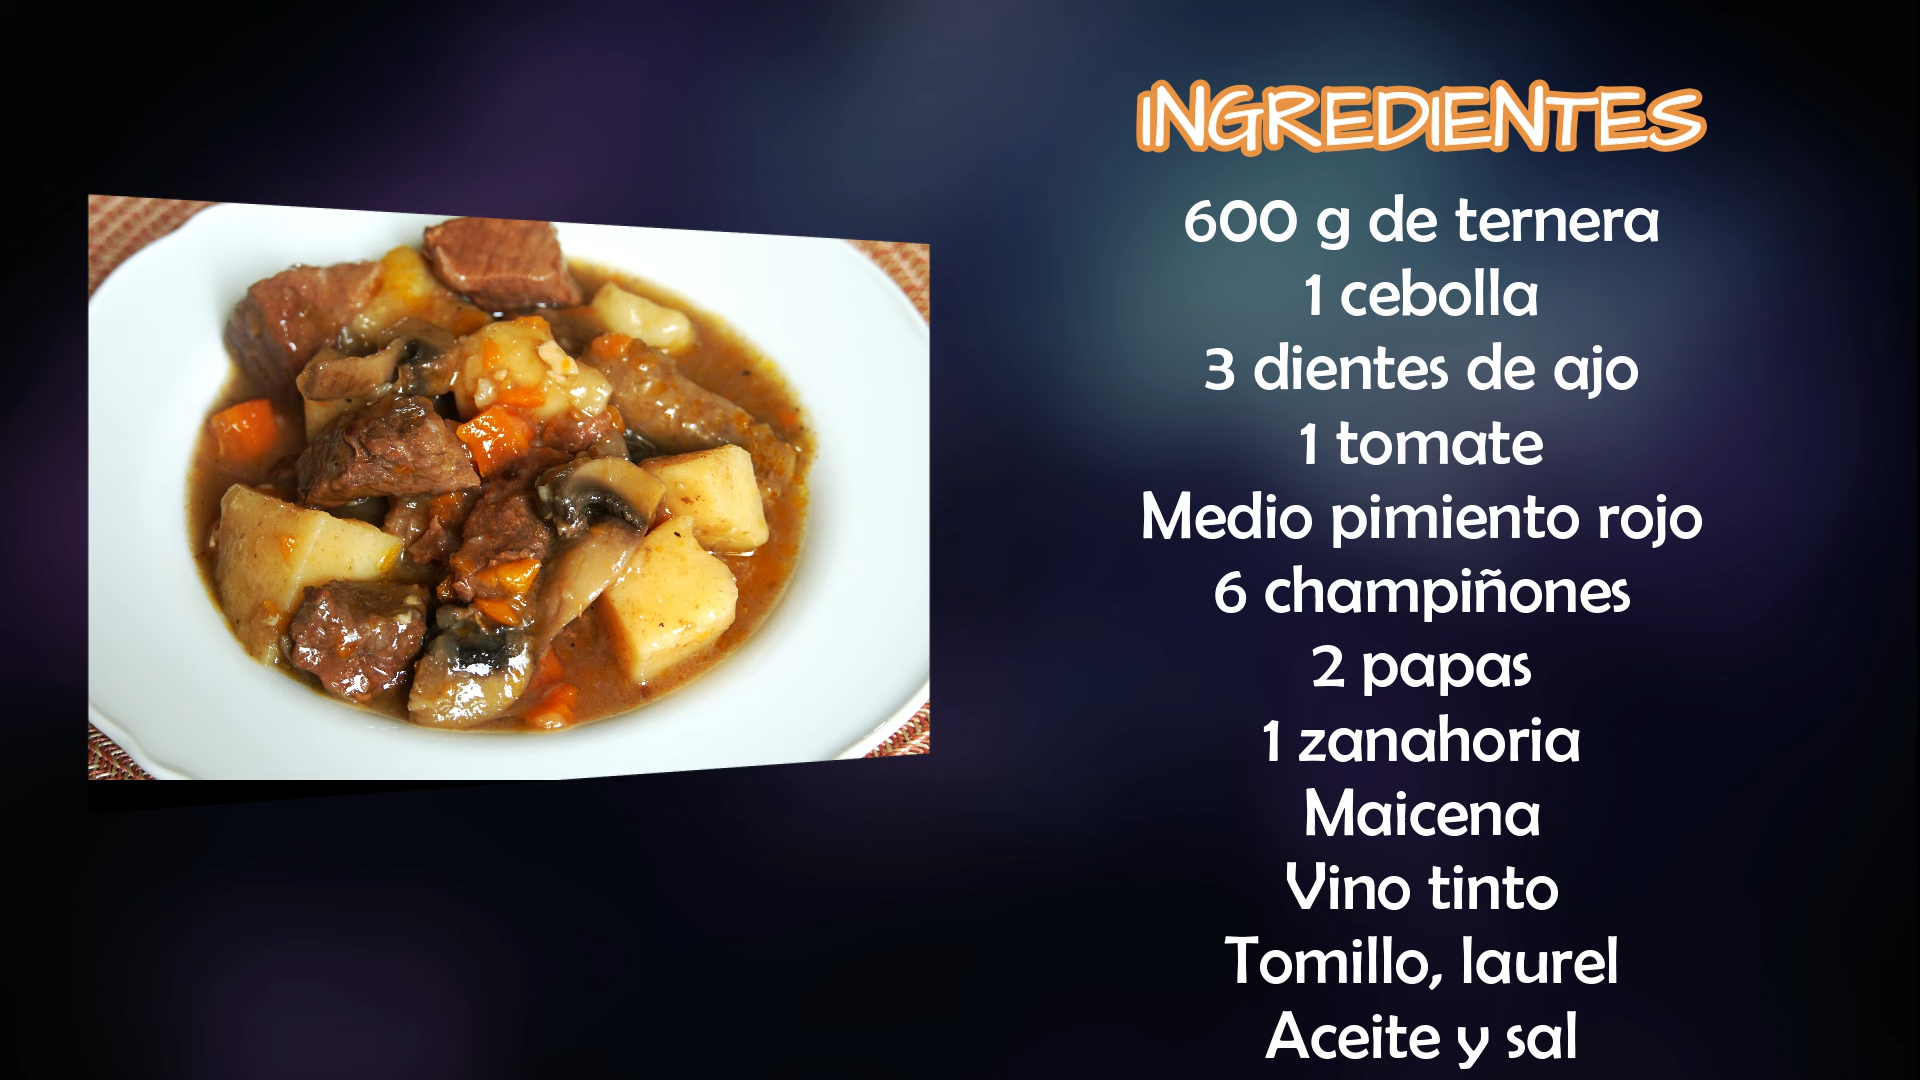 INGREDIENTES
600 g de ternera
1 cebolla
3 dientes de ajo
1 tomate
Medio pimiento rojo
6 champiñones
2 papas
1 zanahoria
Maicena
Vino tinto
Tomillo, laurel
Aceite y sal